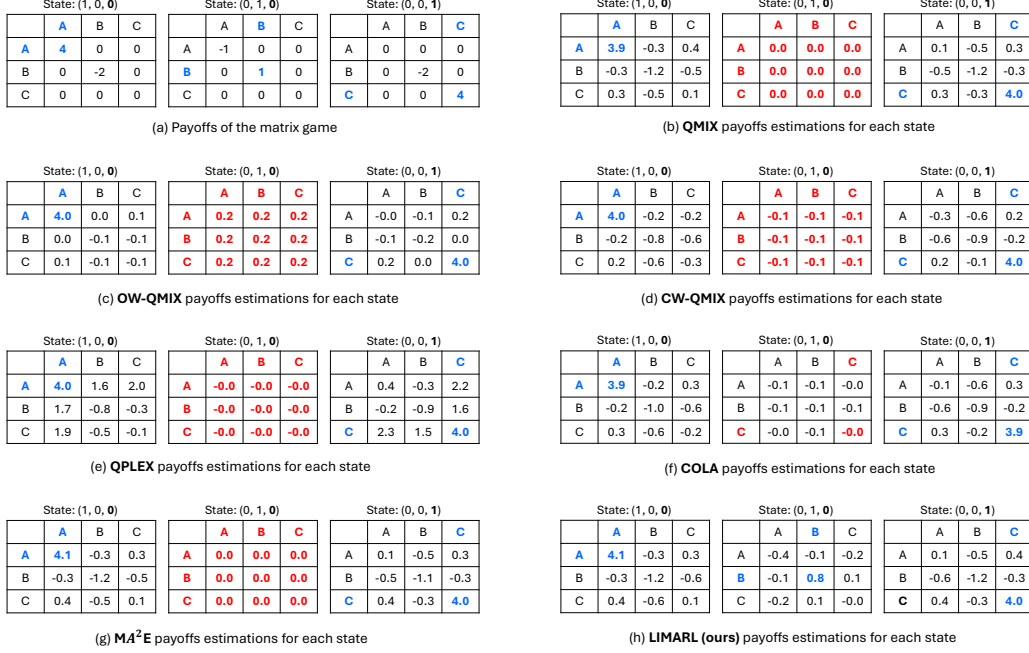 State: (1, 0, 0) State: (0, 1, 0) State: (0, 0, 1)
A B C A B C A B C
A 4 0 0 A -1 0 0 A 0 0 0
B 0 -2 0 B 0 1 0 B 0 -2 0
C 0 0 0 C 0 0 0 C 0 0 4
(a) Payoffs of the matrix game
State: (1, 0, 0) State: (0, 1, 0) State: (0, 0, 1)
A B C A B C A B C
A 3.9 -0.3 0.4 A 0.0 0.0 0.0 A 0.1 -0.5 0.3
B -0.3 -1.2 -0.5 B 0.0 0.0 0.0 B -0.5 -1.2 -0.3
C 0.3 -0.5 0.1 C 0.0 0.0 0.0 C 0.3 -0.3 4.0
(b) QMIX payoffs estimations for each state
State: (1, 0, 0) State: (0, 1, 0) State: (0, 0, 1)
A B C A B C A B C
A 4.0 0.0 0.1 A 0.2 0.2 0.2 A -0.0 -0.1 0.2
B 0.0 -0.1 -0.1 B 0.2 0.2 0.2 B -0.1 -0.2 0.0
C 0.1 -0.1 -0.1 C 0.2 0.2 0.2 C 0.2 0.0 4.0
(c) OW-QMIX payoffs estimations for each state
State: (1, 0, 0) State: (0, 1, 0) State: (0, 0, 1)
A B C A B C A B C
A 4.0 -0.2 -0.2 A -0.1 -0.1 -0.1 A -0.3 -0.6 0.2
B -0.2 -0.8 -0.6 B -0.1 -0.1 -0.1 B -0.6 -0.9 -0.2
C 0.2 -0.6 -0.3 C -0.1 -0.1 -0.1 C 0.2 -0.1 4.0
(d) CW-QMIX payoffs estimations for each state
State: (1, 0, 0) State: (0, 1, 0) State: (0, 0, 1)
A B C A B C A B C
A 4.0 1.6 2.0 A -0.0 -0.0 -0.0 A 0.4 -0.3 2.2
B 1.7 -0.8 -0.3 B -0.0 -0.0 -0.0 B -0.2 -0.9 1.6
C 1.9 -0.5 -0.1 C -0.0 -0.0 -0.0 C 2.3 1.5 4.0
(e) QPLEX payoffs estimations for each state
State: (1, 0, 0) State: (0, 1, 0) State: (0, 0, 1)
A B C A B C A B C
A 3.9 -0.2 0.3 A -0.1 -0.1 -0.0 A -0.1 -0.6 0.3
B -0.2 -1.0 -0.6 B -0.1 -0.1 -0.1 B -0.6 -0.9 -0.2
C 0.3 -0.6 -0.2 C -0.0 -0.1 -0.0 C 0.3 -0.2 3.9
(f) COLA payoffs estimations for each state
State: (1, 0, 0) State: (0, 1, 0) State: (0, 0, 1)
A B C A B C A B C
A 4.1 -0.3 0.3 A 0.0 0.0 0.0 A 0.1 -0.5 0.3
B -0.3 -1.2 -0.5 B 0.0 0.0 0.0 B -0.5 -1.1 -0.3
C 0.4 -0.5 0.1 C 0.0 0.0 0.0 C 0.4 -0.3 4.0
(g) MA²E payoffs estimations for each state
State: (1, 0, 0) State: (0, 1, 0) State: (0, 0, 1)
A B C A B C A B C
A 4.1 -0.3 0.3 A -0.4 -0.1 -0.2 A 0.1 -0.5 0.4
B -0.3 -1.2 -0.6 B -0.1 0.8 0.1 B -0.6 -1.2 -0.3
C 0.4 -0.6 0.1 C -0.2 0.1 -0.0 C 0.4 -0.3 4.0
(h) LIMARL (ours) payoffs estimations for each state